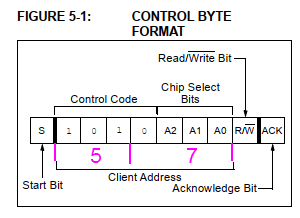 FIGURE 5-1: CONTROL BYTE
FORMAT
Read/Write Bit
Chip Select
Control Code Bits
S 1 0 1 0 A2 A1 A0 R/W ACK
5 7
Start Bit Client Address
Acknowledge Bit